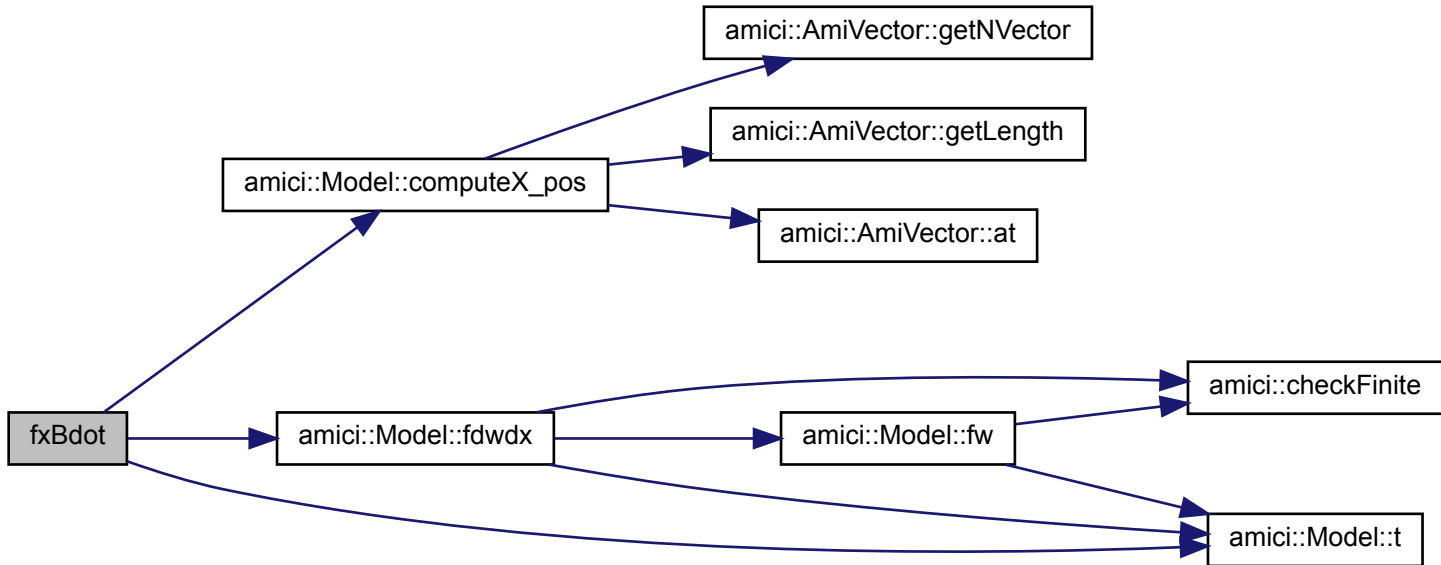 amici::AmiVector::getNVector
amici::AmiVector::getLength
amici::Model::computeX_pos
amici::AmiVector::at
amici::checkFinite
fxBdot
amici::Model::fdwdx
amici::Model::fw
amici::Model::t